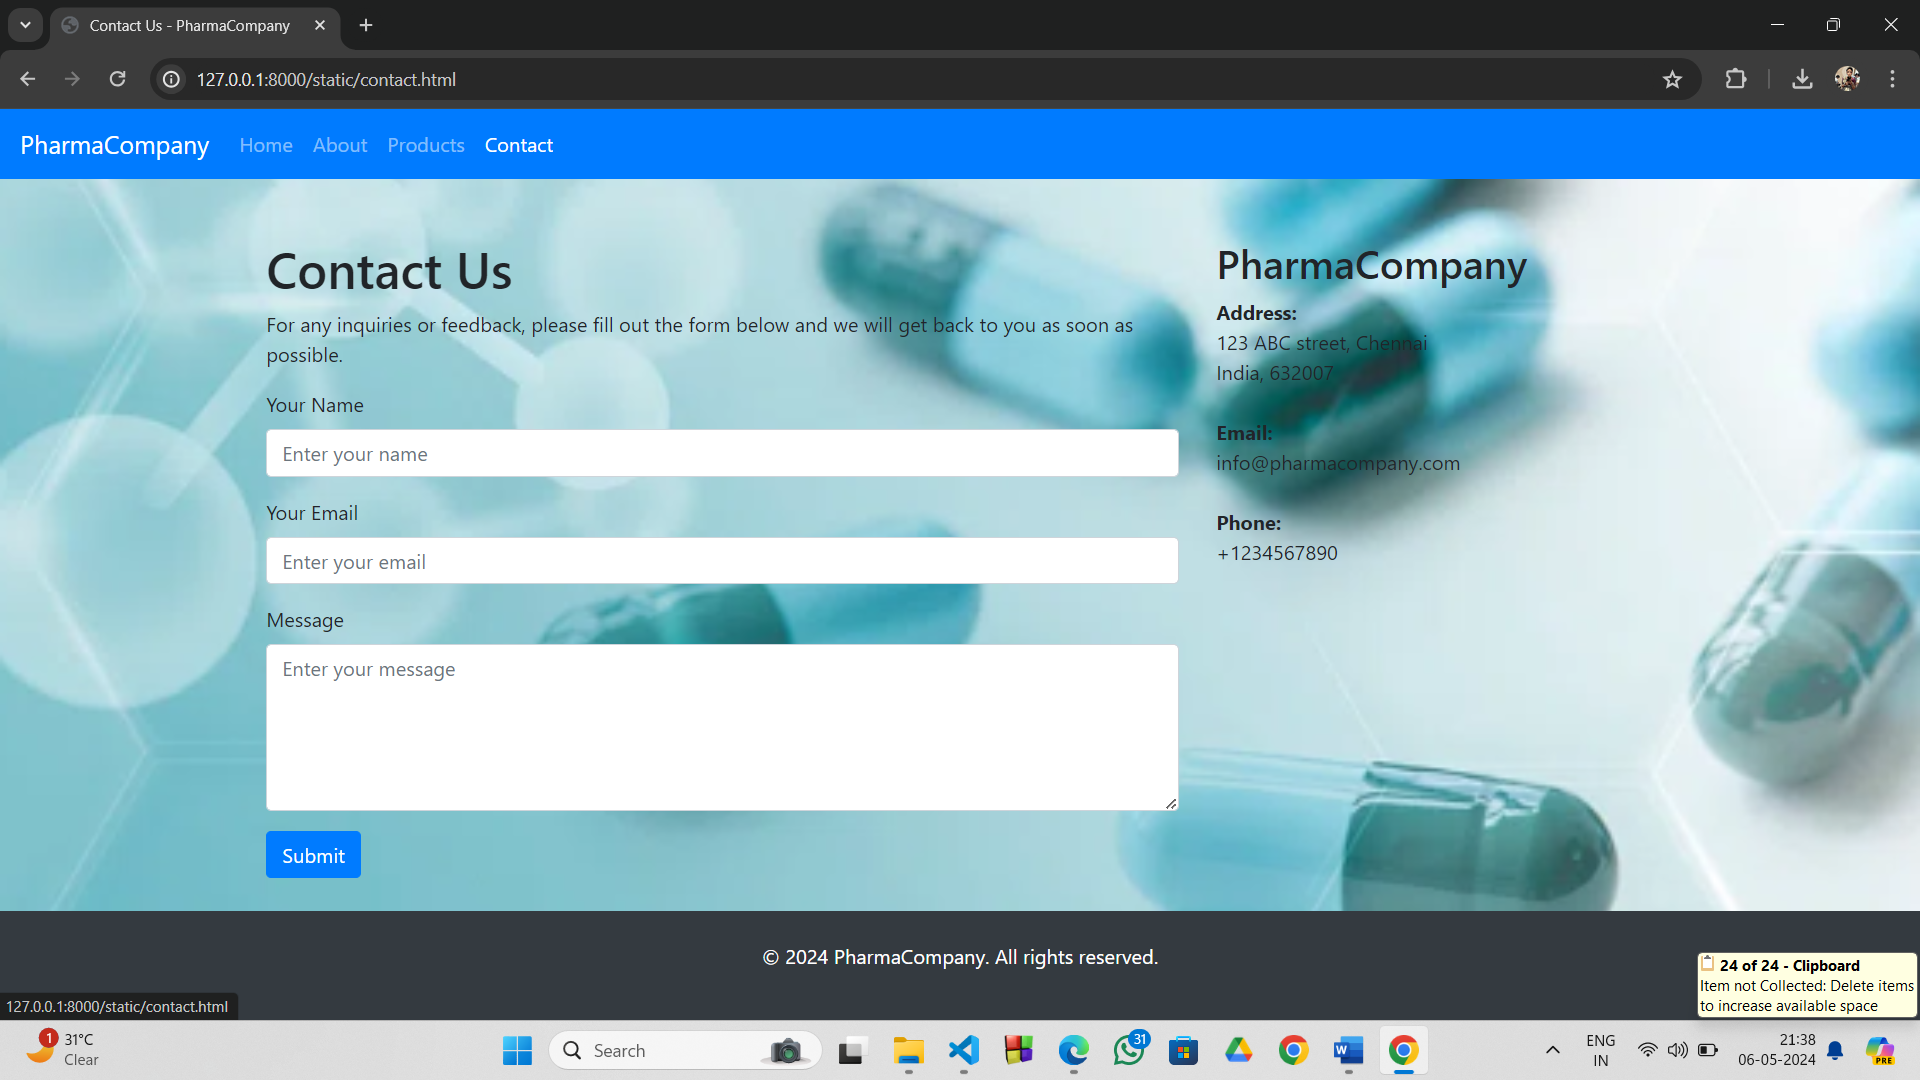 Contact Us - PharmaCompany
127.0.0.1:8000/static/contact.html
PharmaCompany Home About Products Contact
Contact Us
For any inquiries or feedback, please fill out the form below and we will get back to you as soon as
possible.
Your Name
Enter your name
Your Email
Enter your email
Message
Enter your message
Submit
PharmaCompany
Address:
123 ABC street, Chennai
India, 632007
Email:
info@pharmacompany.com
Phone:
+1234567890
© 2024 PharmaCompany. All rights reserved.
24 of 24 - Clipboard
Item not Collected: Delete items
to increase available space
127.0.0.1:8000/static/contact.html
1
31°C
Clear
Search
31
W
ENG
IN
21:38
06-05-2024
PRE